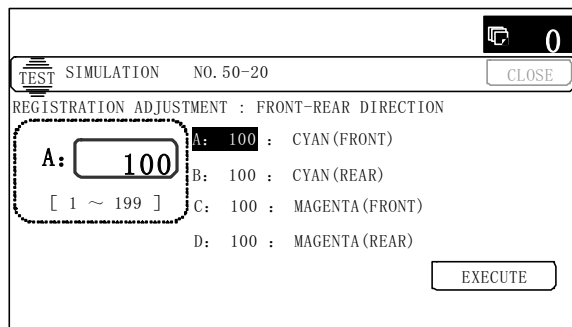 0
TEST SIMULATION NO.50-20 CLOSE
REGISTRATION ADJUSTMENT : FRONT-REAR DIRECTION
A: 100
[ 1 ～ 199 ]
A: 100 : CYAN(FRONT)
B: 100 : CYAN(REAR)
C: 100 : MAGENTA(FRONT)
D: 100 : MAGENTA(REAR)
EXECUTE